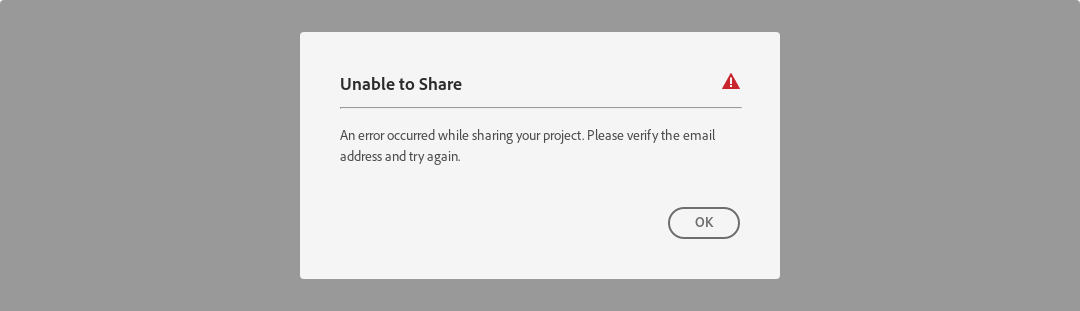 Unable to Share
An error occurred while sharing your project. Please verify the email
address and try again.
OK